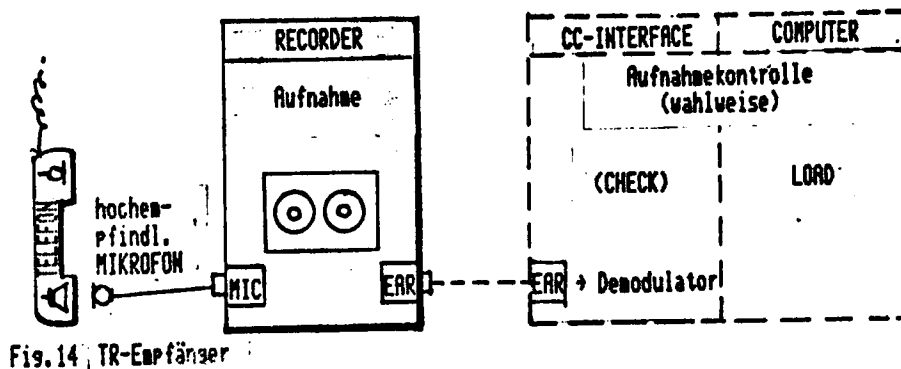 RECORDER
CC-INTERFACE
COMPUTER
Aufnahme
Aufnahmekontrolle
(wahlweise)
TELEFON
hochem-
pfindl.
MIKROFON
(CHECK)
LOAD
MIC
EAR
EAR → Demodulator
Fig.14 TR-Empfänger